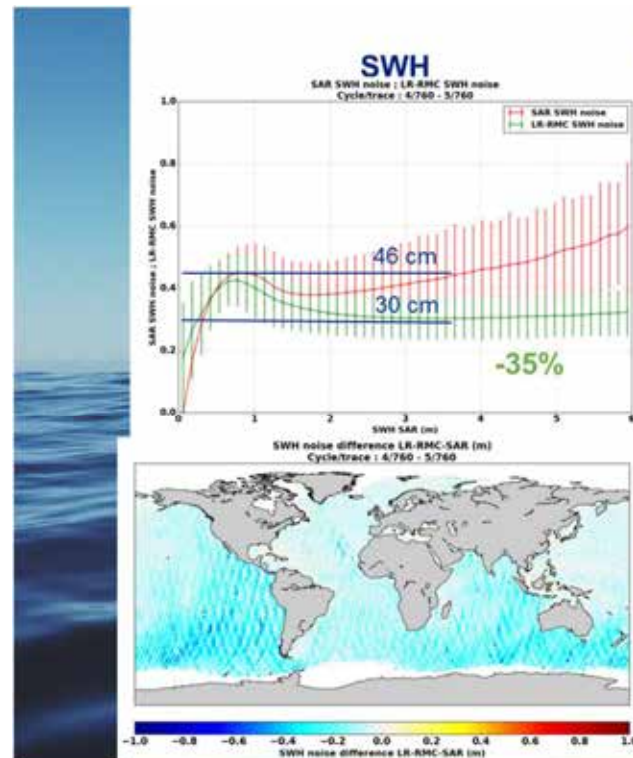 SWH
SAR SWH noise ; LR-RMC SWH noise
Cycle/trace : 4/760 - 5/760
SAR SWH noise ; LR-RMC SWH noise
1.0
0.8
0.6
0.4
0.2
0.0
SAR SWH noise
LR-RMC SWH noise
46 cm
30 cm
-35%
0 1 2 3 4 5 6
SWH SAR (m)
SWH noise difference LR-RMC-SAR (m)
Cycle/trace : 4/760 - 5/760
−1.0 −0.8 −0.6 −0.4 −0.2 0.0 0.2 0.4 0.6 0.8 1.0
SWH noise difference LR-RMC-SAR (m)